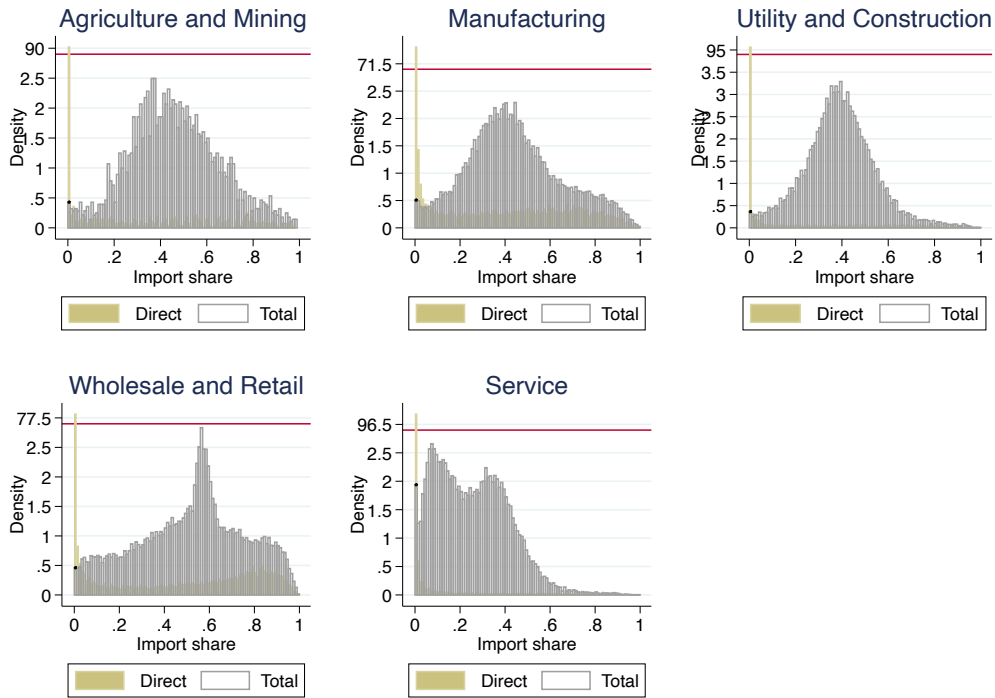 Agriculture and Mining
Density
90
2.5
2
1.5
1
.5
0
0 .2 .4 .6 .8 1
Import share
Direct Total
Manufacturing
Density
71.5
2.5
2
1.5
1
.5
0
0 .2 .4 .6 .8 1
Import share
Direct Total
Utility and Construction
Density
95
3.5
3
2.5
2
1.5
1
.5
0
0 .2 .4 .6 .8 1
Import share
Direct Total
Wholesale and Retail
Density
77.5
2.5
2
1.5
1
.5
0
0 .2 .4 .6 .8 1
Import share
Direct Total
Service
Density
96.5
2.5
2
1.5
1
.5
0
0 .2 .4 .6 .8 1
Import share
Direct Total